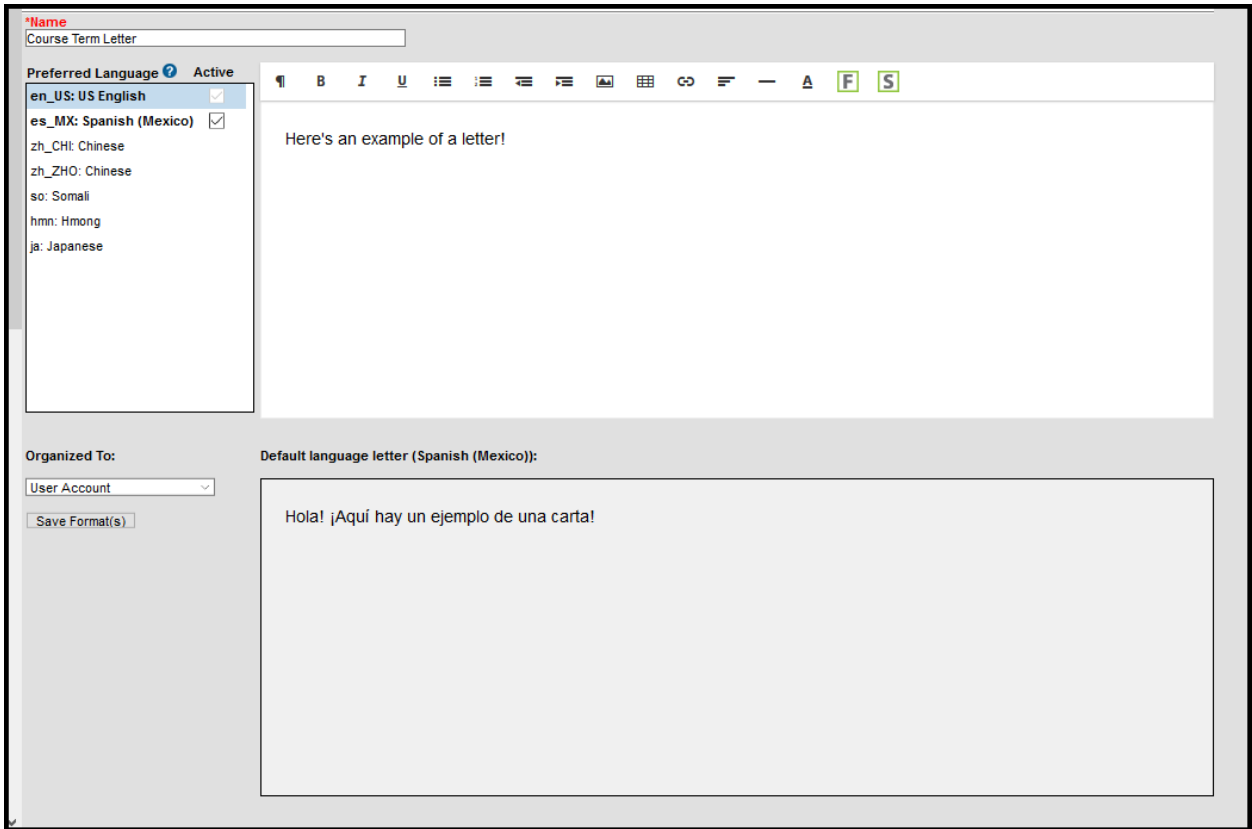 *Name
Course Term Letter
Preferred Language ? Active
en_US: US English
es_MX: Spanish (Mexico)
zh_CHI: Chinese
zh_ZHO: Chinese
so: Somali
hmn: Hmong
ja: Japanese
¶ B I U A F S
Here's an example of a letter!
Organized To:
User Account
Save Format(s)
Default language letter (Spanish (Mexico)):
Hola! ¡Aquí hay un ejemplo de una carta!